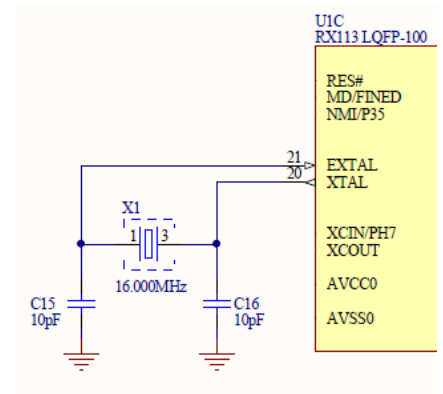 U1C
RX113 LQFP-100
RES#
MD/FINED
NMI/P35
21
EXTAL
20
XTAL
X1
1
3
XCIN/PH7
XCOUT
16.000MHz
AVCC0
C15
10pF
C16
10pF
AVSS0